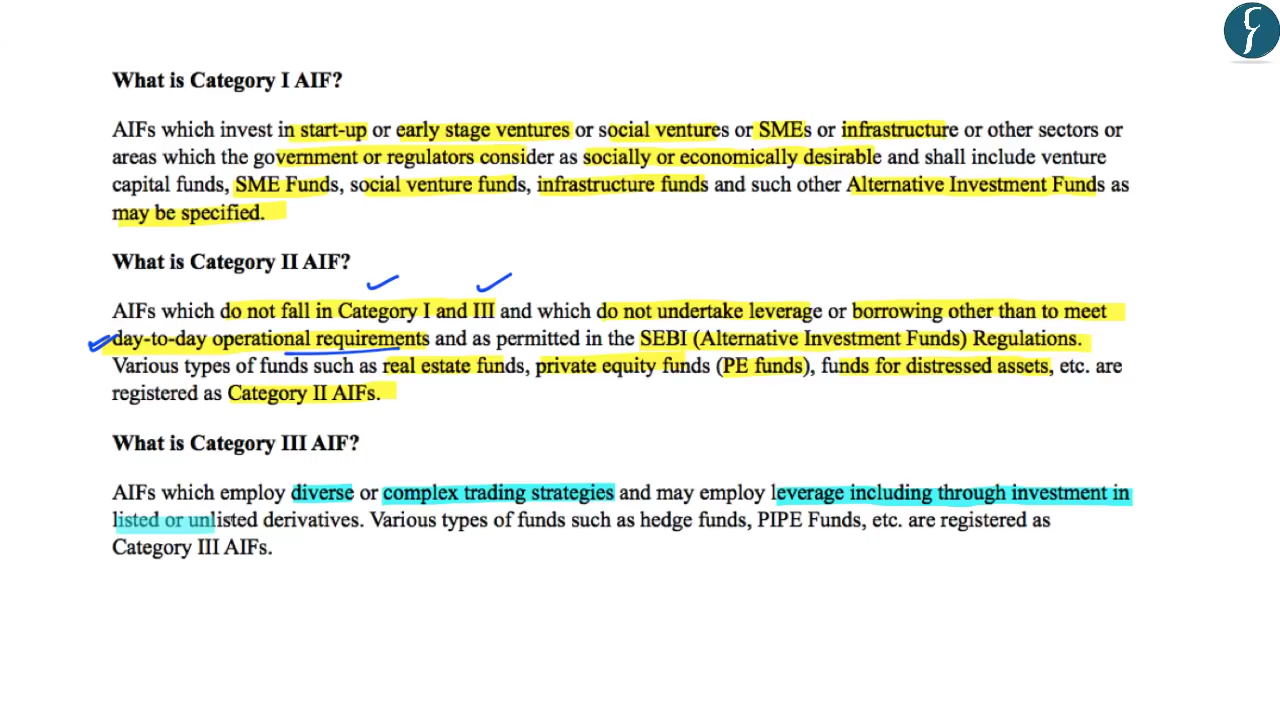 What is Category I AIF?
AIFs which invest in start-up or early stage ventures or social ventures or SMEs or infrastructure or other sectors or
areas which the government or regulators consider as socially or economically desirable and shall include venture
capital funds, SME Funds, social venture funds, infrastructure funds and such other Alternative Investment Funds as
may be specified.
What is Category II AIF?
AIFs which do not fall in Category I and III and which do not undertake leverage or borrowing other than to meet
day-to-day operational requirements and as permitted in the SEBI (Alternative Investment Funds) Regulations.
Various types of funds such as real estate funds, private equity funds (PE funds), funds for distressed assets, etc. are
registered as Category II AIFs.
What is Category III AIF?
AIFs which employ diverse or complex trading strategies and may employ leverage including through investment in
listed or unlisted derivatives. Various types of funds such as hedge funds, PIPE Funds, etc. are registered as
Category III AIFs.